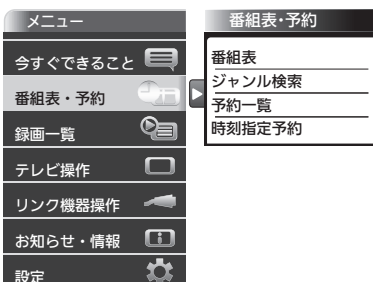 メニュー
今すぐできること
番組表・予約
録画一覧
テレビ操作
リンク機器操作
お知らせ・情報
設定
番組表・予約
番組表
ジャンル検索
予約一覧
時刻指定予約